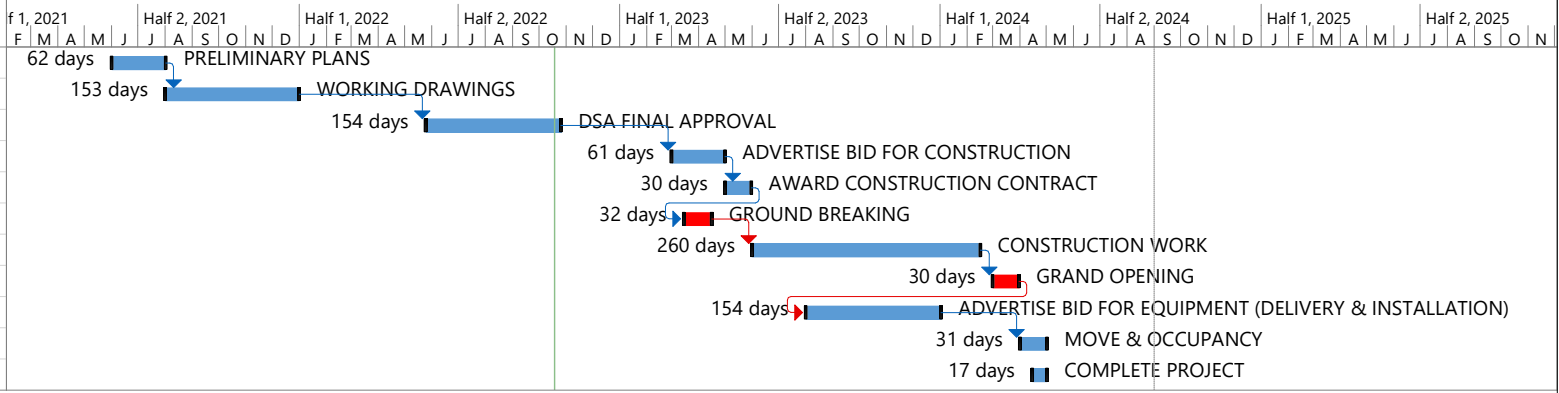 f 1, 2021 Half 2, 2021 Half 1, 2022 Half 2, 2022 Half 1, 2023 Half 2, 2023 Half 1, 2024 Half 2, 2024 Half 1, 2025 Half 2, 2025
F M A M J J A S O N D J F M A M J J A S O N D J F M A M J J A S O N D J F M A M J J A S O N D J F M A M J J A S O N
62 days PRELIMINARY PLANS
153 days WORKING DRAWINGS
154 days DSA FINAL APPROVAL
61 days ADVERTISE BID FOR CONSTRUCTION
30 days AWARD CONSTRUCTION CONTRACT
32 days GROUND BREAKING
260 days CONSTRUCTION WORK
30 days GRAND OPENING
154 days ADVERTISE BID FOR EQUIPMENT (DELIVERY & INSTALLATION)
31 days MOVE & OCCUPANCY
17 days COMPLETE PROJECT